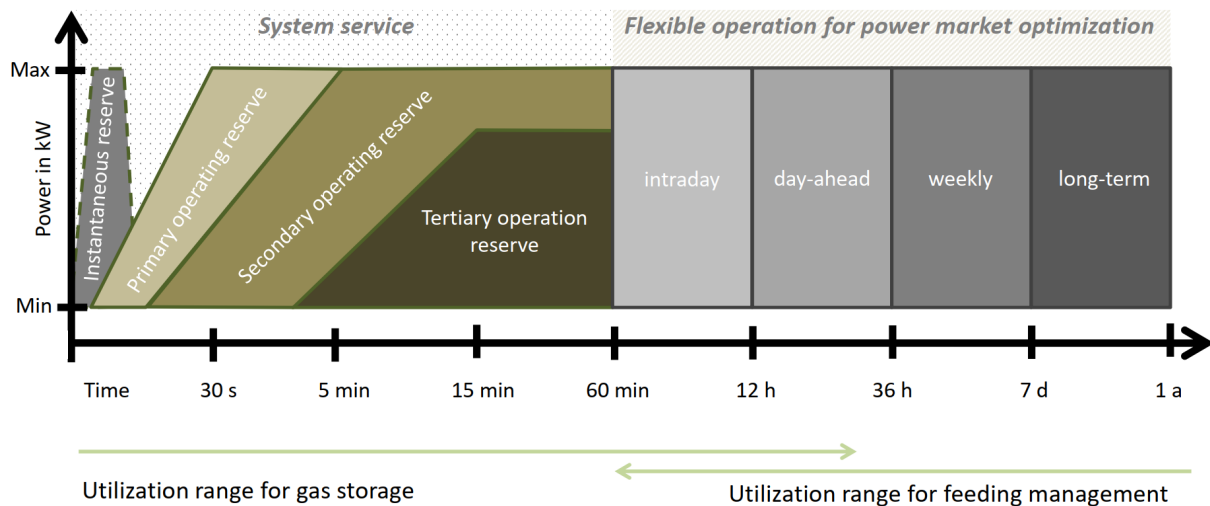 System service
Flexible operation for power market optimization
Max
Power in kW
Min
Instantaneous reserve
Primary operating reserve
Secondary operating reserve
Tertiary operation
reserve
intraday
day-ahead
weekly
long-term
Time
30 s
5 min
15 min
60 min
12 h
36 h
7 d
1 a
Utilization range for gas storage
Utilization range for feeding management